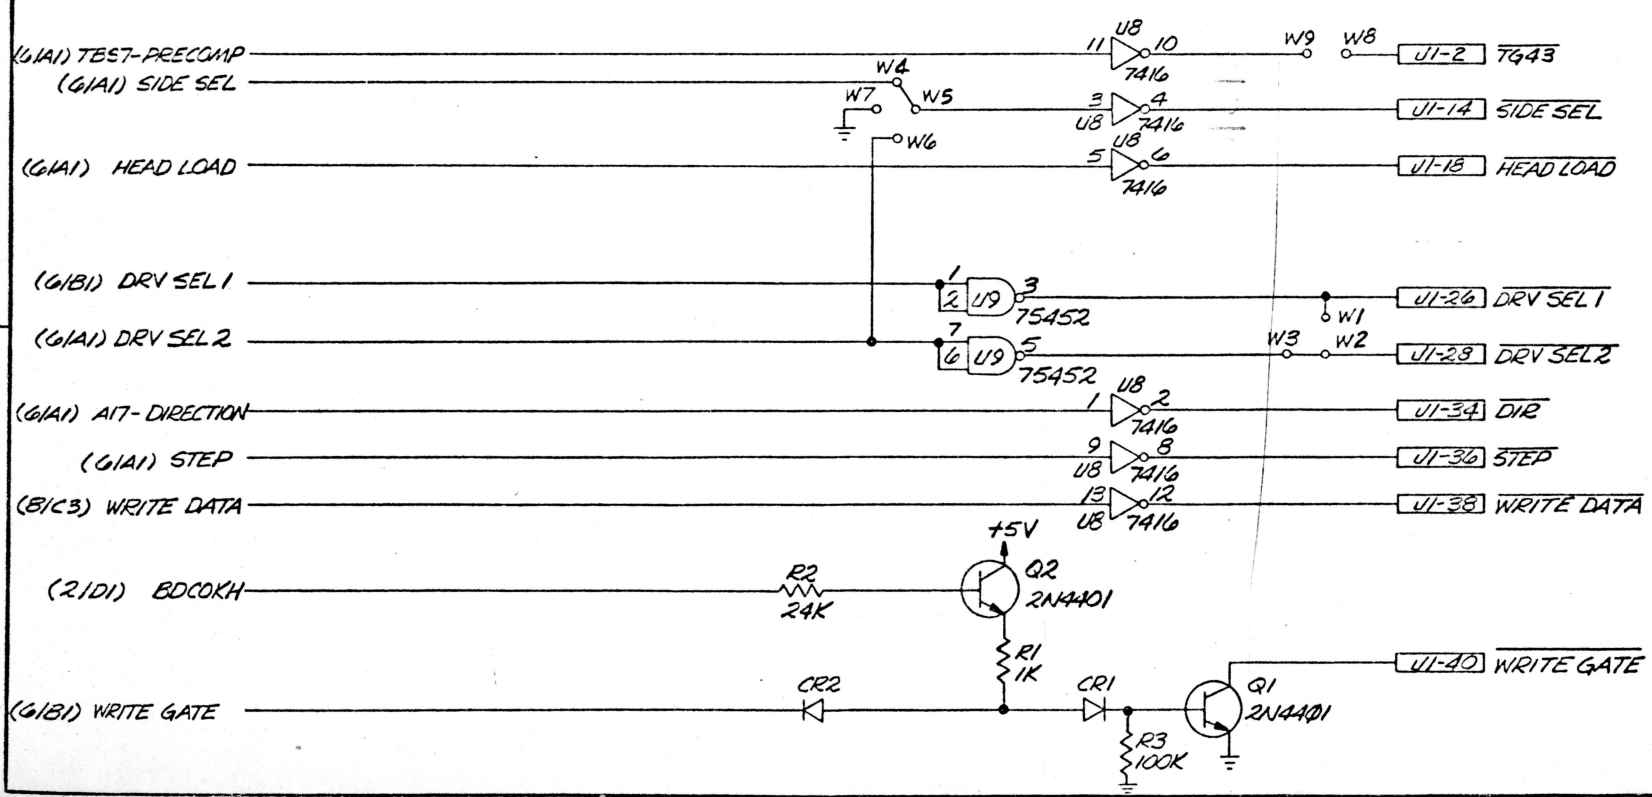 (6/A1) TBS7-PRECOMP 11 U8 10 7416 W9 W8 J1-2 TG43
(6/A1) SIDE SEL W4 W7 W5 3 U8 4 7416 J1-14 SIDE SEL
W6
(6/A1) HEAD LOAD 5 U8 6 7416 J1-18 HEAD LOAD
(6/B1) DRV SEL 1 1 2 U9 3 75452 W1 J1-26 DRV SEL 1
(6/A1) DRV SEL 2 7 6 U9 5 75452 W3 W2 J1-28 DRV SEL 2
(6/A1) A17-DIRECTION 1 U8 2 7416 J1-34 DIR
(6/A1) STEP 9 U8 8 7416 J1-36 STEP
(8/C3) WRITE DATA 13 U8 12 7416 J1-38 WRITE DATA
+5V
(2/D1) BDCOKH R2 24K Q2 2N4401
R1 1K
J1-40 WRITE GATE
(6/B1) WRITE GATE CR2 CR1 Q1 2N4401
R3 100K